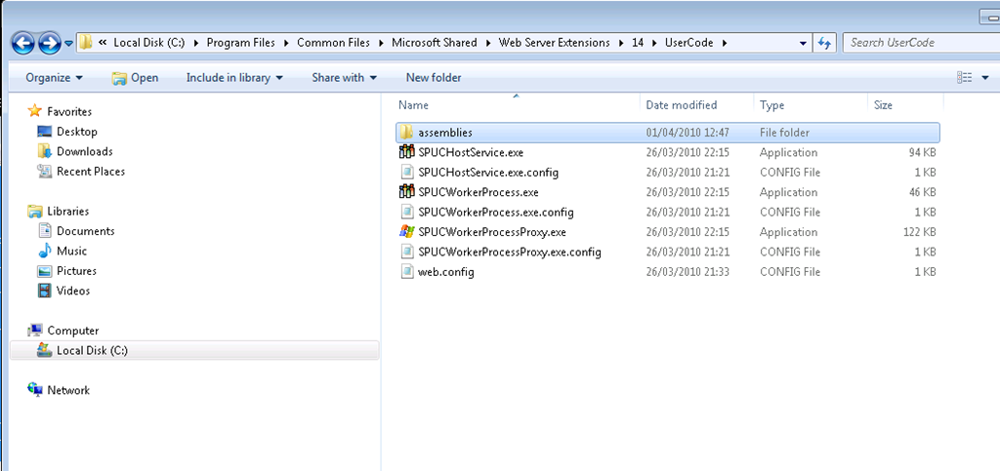 « Local Disk (C:) ▸ Program Files ▸ Common Files ▸ Microsoft Shared ▸ Web Server Extensions ▸ 14 ▸ UserCode ▸ Search UserCode
Organize ▾ Open Include in library ▾ Share with ▾ New folder
Favorites
Desktop
Downloads
Recent Places
Libraries
Documents
Music
Pictures
Videos
Computer
Local Disk (C:)
Network
Name Date modified Type Size
assemblies 01/04/2010 12:47 File folder
SPUCHostService.exe 26/03/2010 22:15 Application 94 KB
SPUCHostService.exe.config 26/03/2010 21:21 CONFIG File 1 KB
SPUCWorkerProcess.exe 26/03/2010 22:15 Application 46 KB
SPUCWorkerProcess.exe.config 26/03/2010 21:21 CONFIG File 1 KB
SPUCWorkerProcessProxy.exe 26/03/2010 22:15 Application 122 KB
SPUCWorkerProcessProxy.exe.config 26/03/2010 21:21 CONFIG File 1 KB
web.config 26/03/2010 21:33 CONFIG File 1 KB